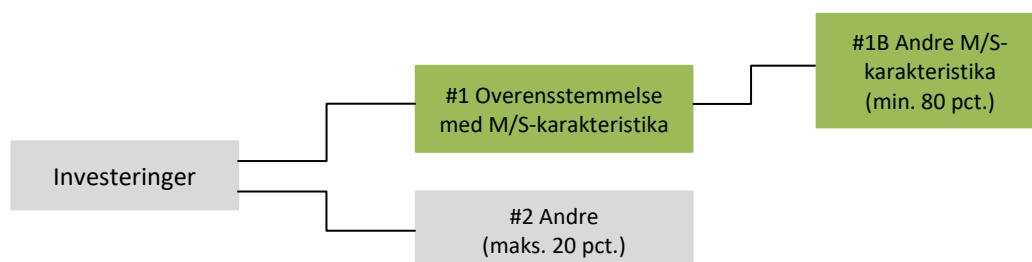 #1B Andre M/S-
karakteristika
(min. 80 pct.)
#1 Overensstemmelse
med M/S-karakteristika
Investeringer
#2 Andre
(maks. 20 pct.)